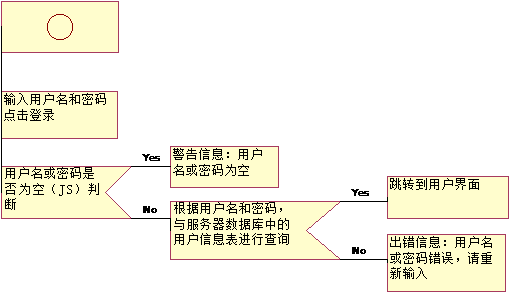 输入用户名和密码
点击登录
用户名或密码是
否为空（JS）判
断
Yes
警告信息：用户
名或密码为空
No
根据用户名和密码，
与服务器数据库中的
用户信息表进行查询
Yes
跳转到用户界面
No
出错信息：用户名
或密码错误，请重
新输入